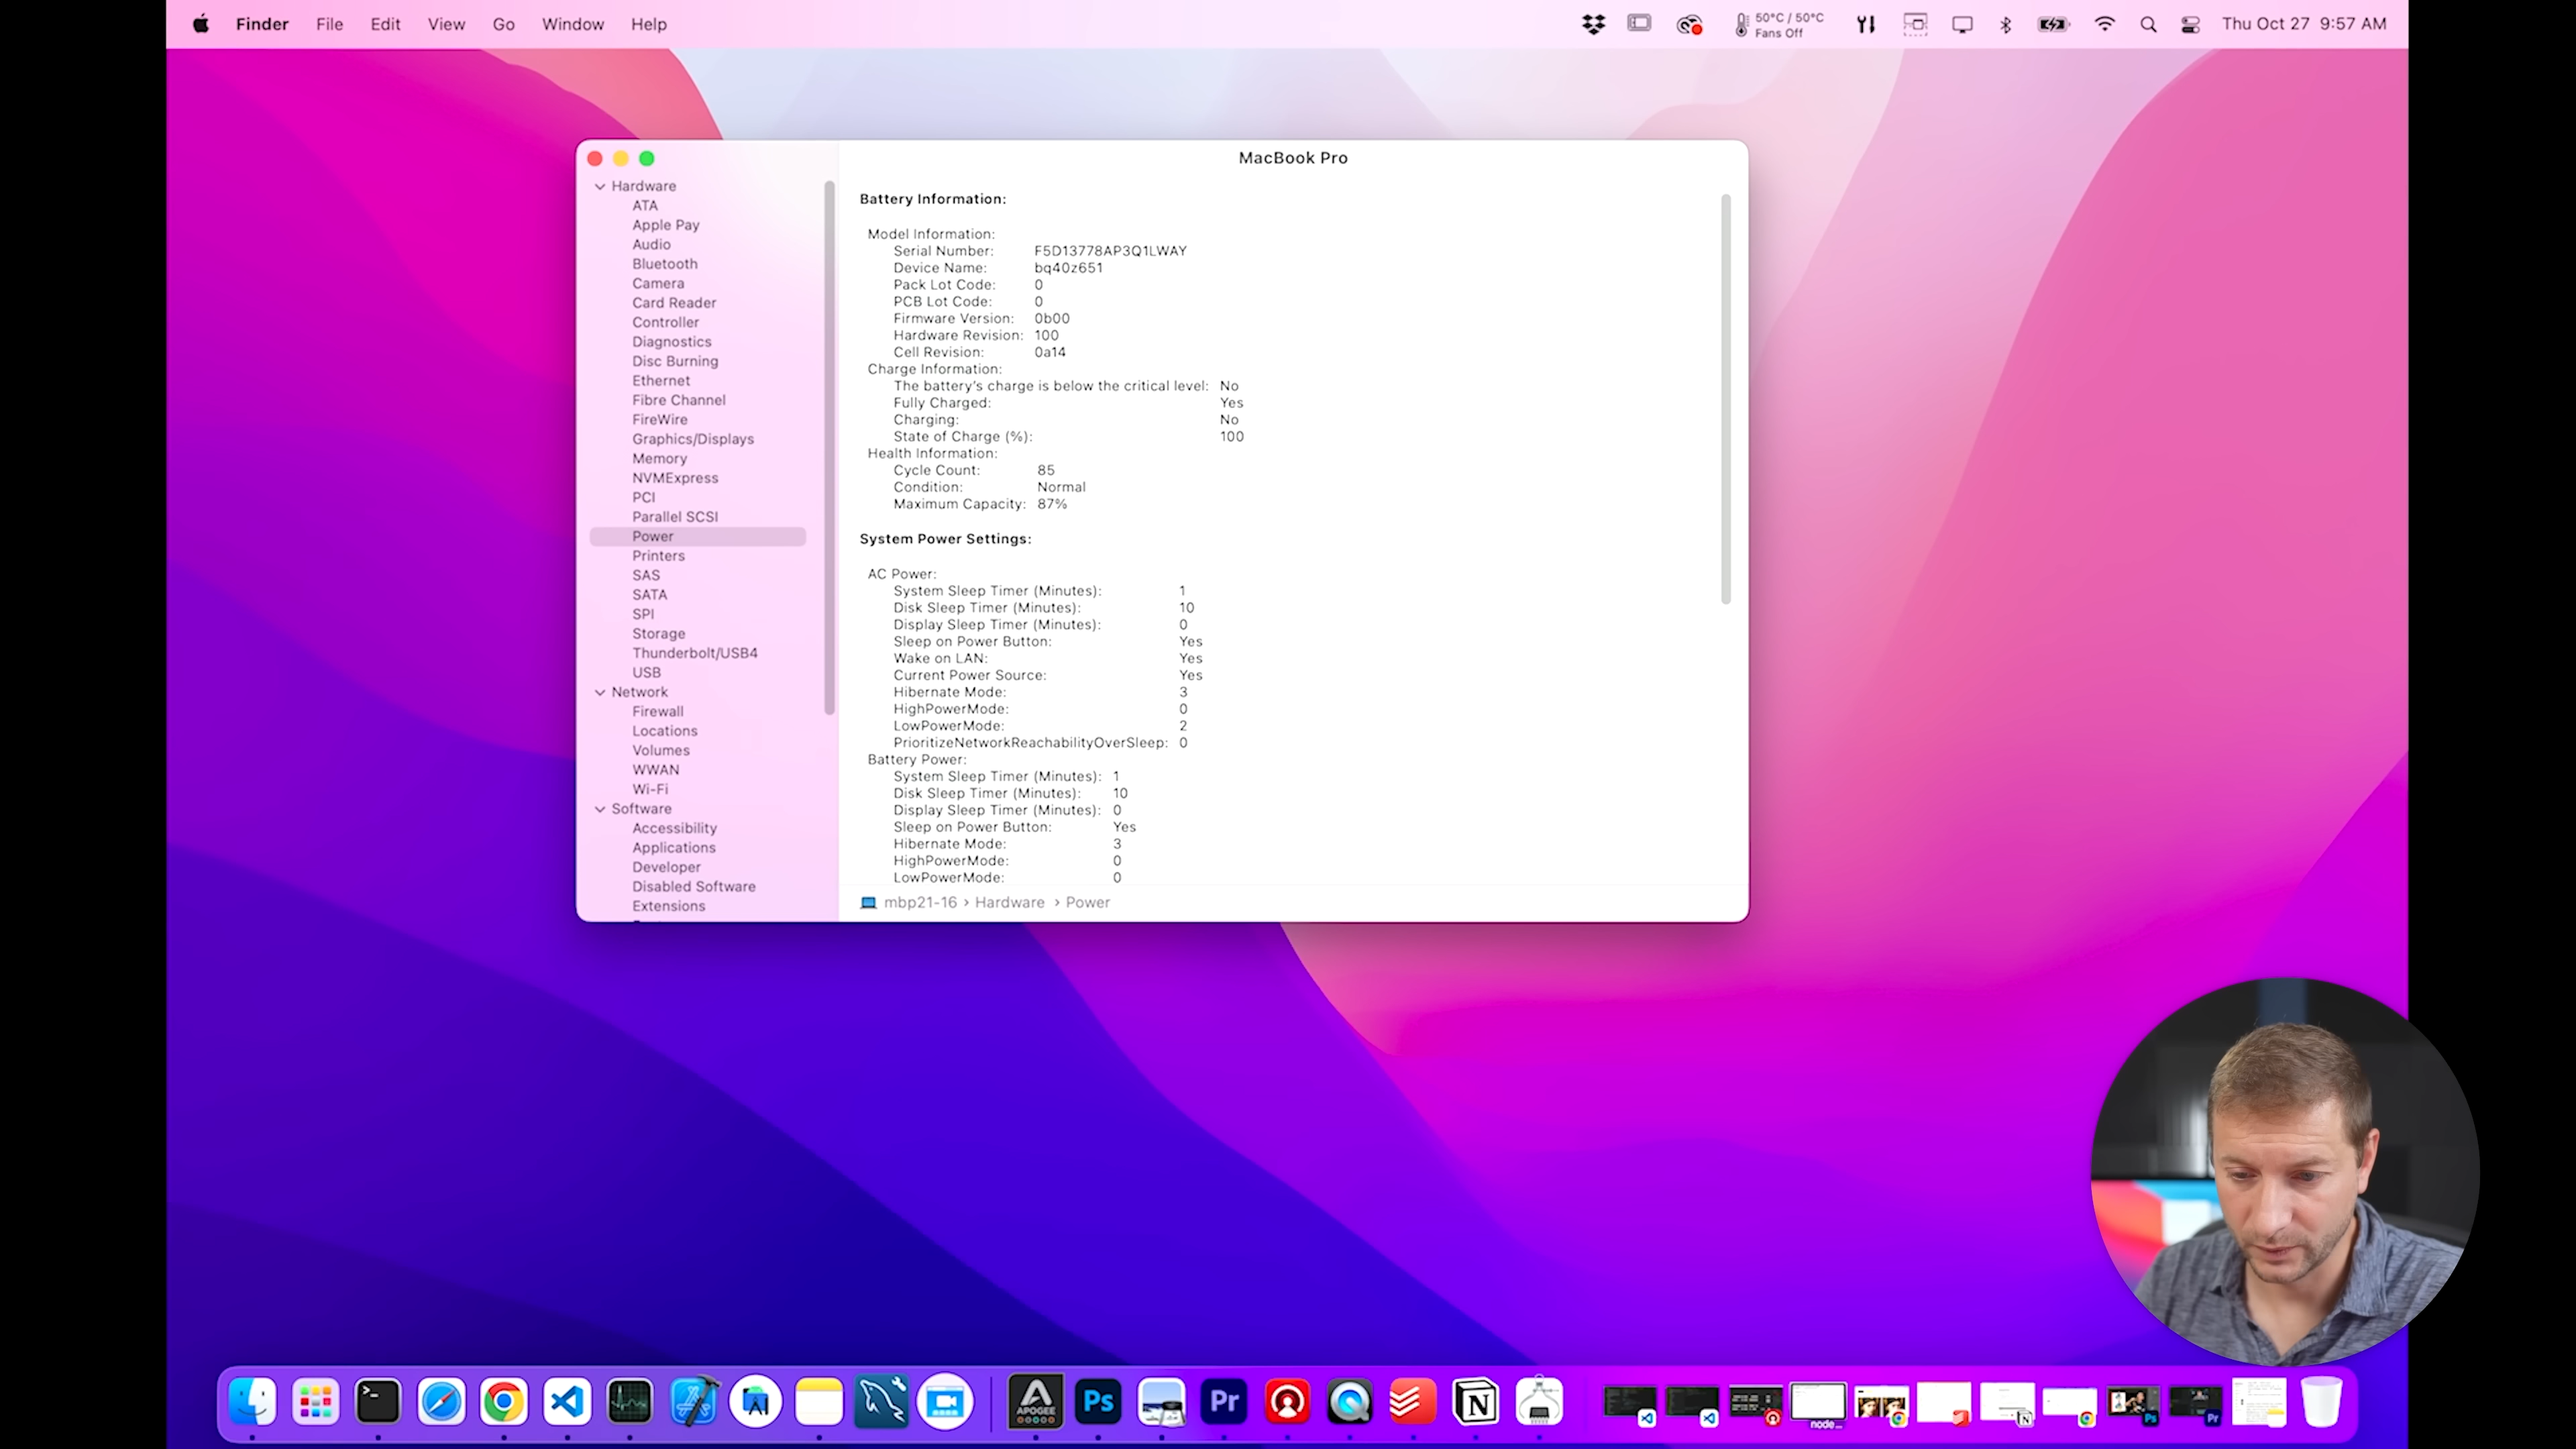 Finder File Edit View Go Window Help 50°C / 50°C Thu Oct 27 9:57 AM
Fans Off
MacBook Pro
Hardware
ATA
Apple Pay
Audio
Bluetooth
Camera
Card Reader
Controller
Diagnostics
Disc Burning
Ethernet
Fibre Channel
FireWire
Graphics/Displays
Memory
NVMExpress
PCI
Parallel SCSI
Power
Printers
SAS
SATA
SPI
Storage
Thunderbolt/USB4
USB
Network
Firewall
Locations
Volumes
WWAN
Wi-Fi
Software
Accessibility
Applications
Developer
Disabled Software
Extensions
Battery Information:
Model Information:
Serial Number: F5D13778AP3Q1LWAY
Device Name: bq40z651
Pack Lot Code: 0
PCB Lot Code: 0
Firmware Version: 0b00
Hardware Revision: 100
Cell Revision: 0a14
Charge Information:
The battery's charge is below the critical level: No
Fully Charged: Yes
Charging: No
State of Charge (%): 100
Health Information:
Cycle Count: 85
Condition: Normal
Maximum Capacity: 87%
System Power Settings:
AC Power:
System Sleep Timer (Minutes): 1
Disk Sleep Timer (Minutes): 10
Display Sleep Timer (Minutes): 0
Sleep on Power Button: Yes
Wake on LAN: Yes
Current Power Source: Yes
Hibernate Mode: 3
HighPowerMode: 0
LowPowerMode: 2
PrioritizeNetworkReachabilityOverSleep: 0
Battery Power:
System Sleep Timer (Minutes): 1
Disk Sleep Timer (Minutes): 10
Display Sleep Timer (Minutes): 0
Sleep on Power Button: Yes
Hibernate Mode: 3
HighPowerMode: 0
LowPowerMode: 0
mbp21-16 › Hardware › Power
APOGEE Ps Pr N node